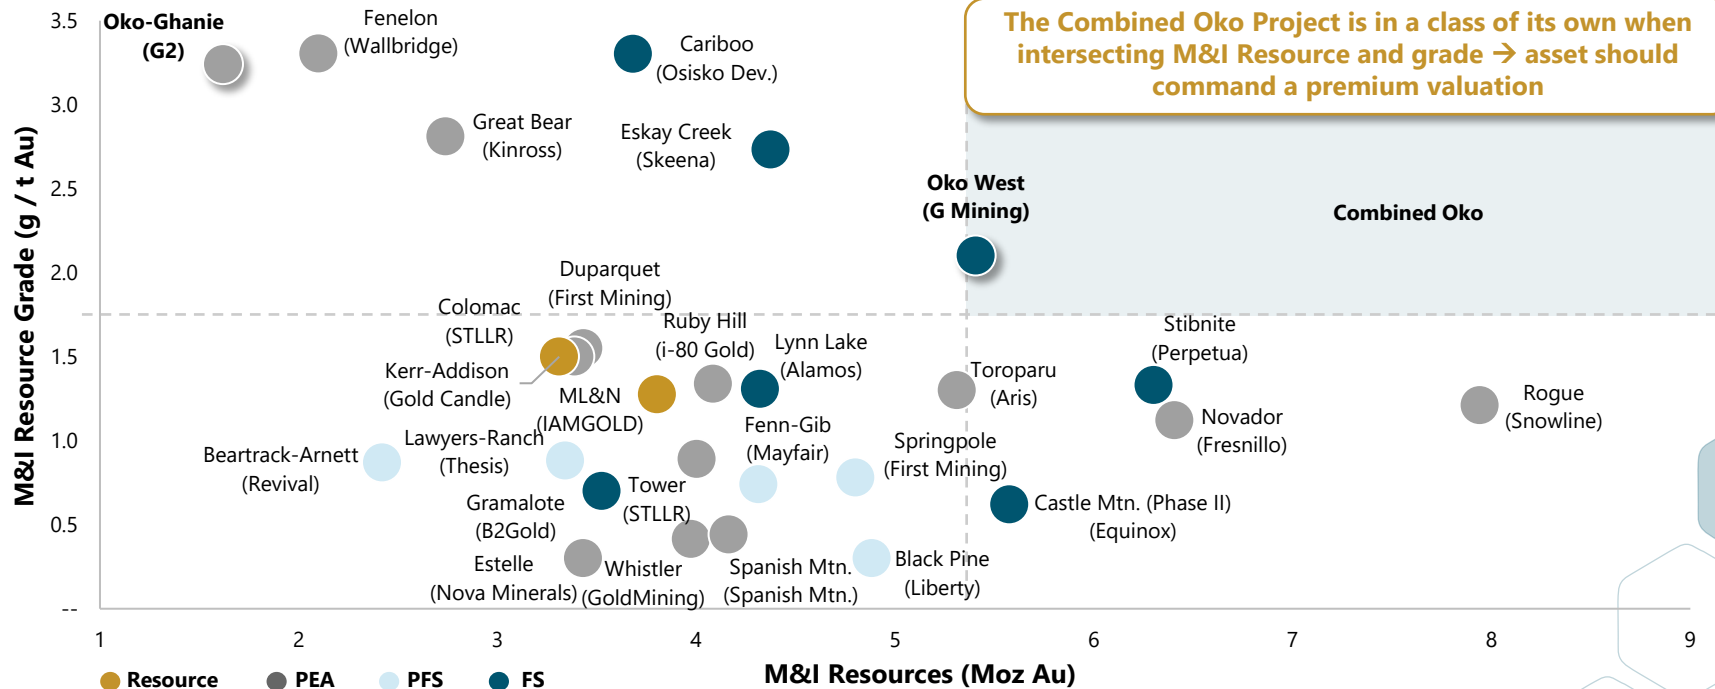 The Combined Oko Project is in a class of its own when
intersecting M&I Resource and grade → asset should
command a premium valuation
M&I Resource Grade (g / t Au)
3.5
3.0
2.5
2.0
1.5
1.0
0.5
--
Oko-Ghanie
(G2)
Fenelon
(Wallbridge)
Cariboo
(Osisko Dev.)
Great Bear
(Kinross)
Eskay Creek
(Skeena)
Oko West
(G Mining)
Combined Oko
Duparquet
(First Mining)
Colomac
(STLLR)
Ruby Hill
(i-80 Gold)
Lynn Lake
(Alamos)
Stibnite
(Perpetua)
Kerr-Addison
(Gold Candle)
ML&N
(IAMGOLD)
Toroparu
(Aris)
Rogue
(Snowline)
Novador
(Fresnillo)
Fenn-Gib
(Mayfair)
Springpole
(First Mining)
Lawyers-Ranch
(Thesis)
Beartrack-Arnett
(Revival)
Gramalote
(B2Gold)
Tower
(STLLR)
Castle Mtn. (Phase II)
(Equinox)
Estelle
(Nova Minerals)
Whistler
(GoldMining)
Spanish Mtn.
(Spanish Mtn.)
Black Pine
(Liberty)
1 2 3 4 5 6 7 8 9
M&I Resources (Moz Au)
Resource PEA PFS FS